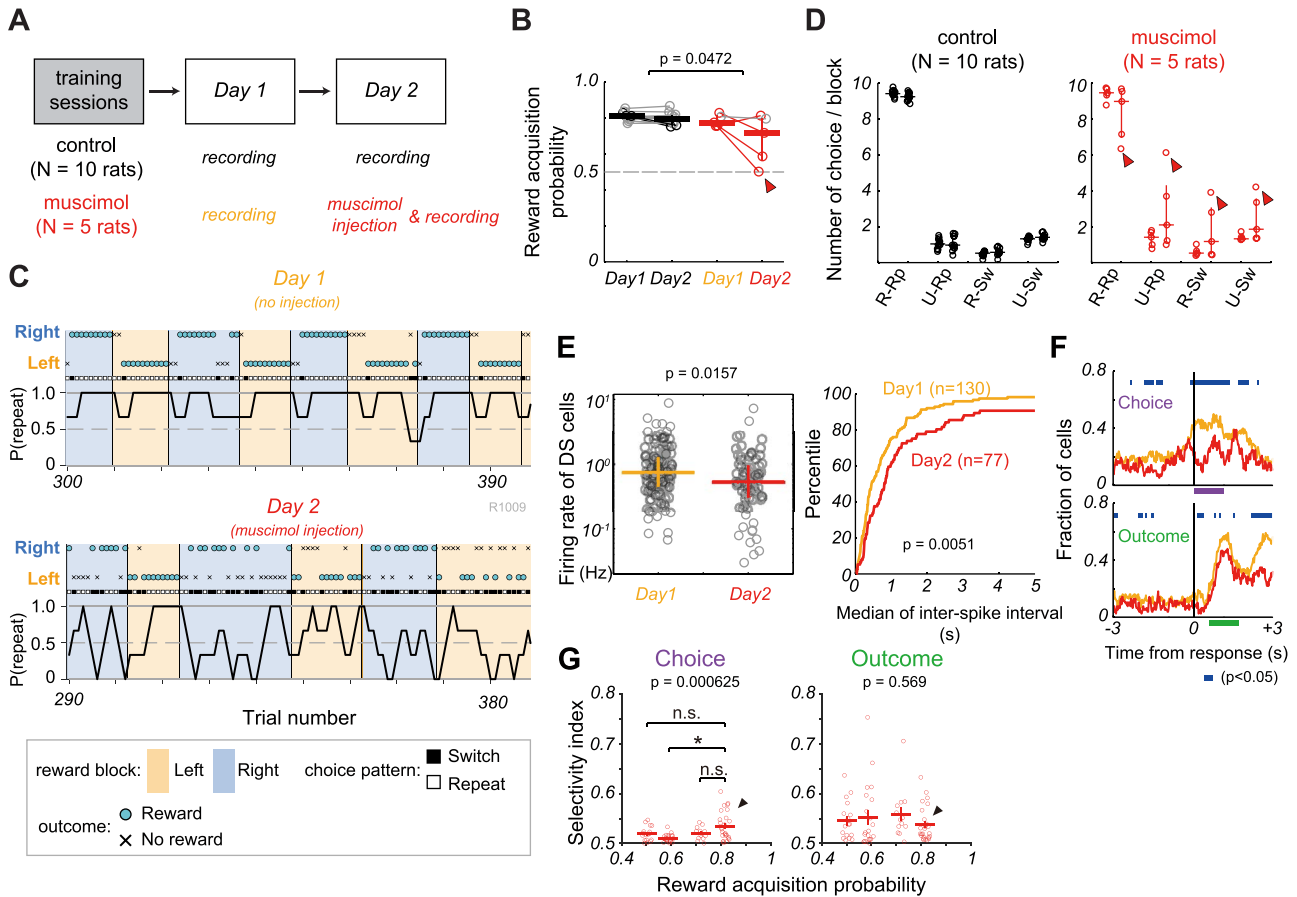 A
training
sessions
Day 1
Day 2
control
(N = 10 rats)
recording
recording
muscimol
(N = 5 rats)
recording
muscimol
injection
& recording
B
p = 0.0472
Reward acquisition
probability
1.0
0.5
0
Day1
Day2
Day1
Day2
C
Day 1
(no injection)
Right
Left
P(repeat)
1.0
0.5
0
300
390
R1009
Day 2
(muscimol injection)
Right
Left
P(repeat)
1.0
0.5
0
290
380
Trial number
reward block:
Left
Right
choice pattern:
Switch
Repeat
outcome:
Reward
No reward
D
control
(N = 10 rats)
muscimol
(N = 5 rats)
Number of choice / block
10
8
6
4
2
R-Rp
U-Rp
R-Sw
U-Sw
10
8
6
4
2
R-Rp
U-Rp
R-Sw
U-Sw
E
p = 0.0157
Firing rate of DS cells
(Hz)
10¹
10⁰
10⁻¹
Day1
Day2
Day1 (n=130)
Day2 (n=77)
Percentile
100
80
60
40
20
0
p = 0.0051
0
1
2
3
4
5
Median of inter-spike interval
(s)
F
Fraction of cells
0.8
0.4
0
Choice
0.8
0.4
0
Outcome
-3
0
+3
Time from response (s)
(p<0.05)
G
Choice
p = 0.000625
n.s.
*
n.s.
Selectivity index
0.8
0.7
0.6
0.5
0.4
0.6
0.8
1
Outcome
p = 0.569
0.8
0.7
0.6
0.5
0.4
0.6
0.8
1
Reward acquisition probability